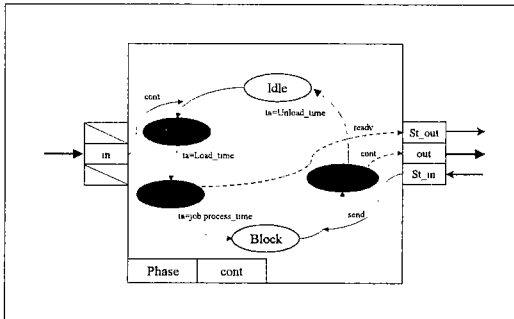 Idle
cont
ta=Unload_time
ready
St_out
in
ta=Load_time
cont
out
St_in
ta=job process_time
send
Block
Phase cont